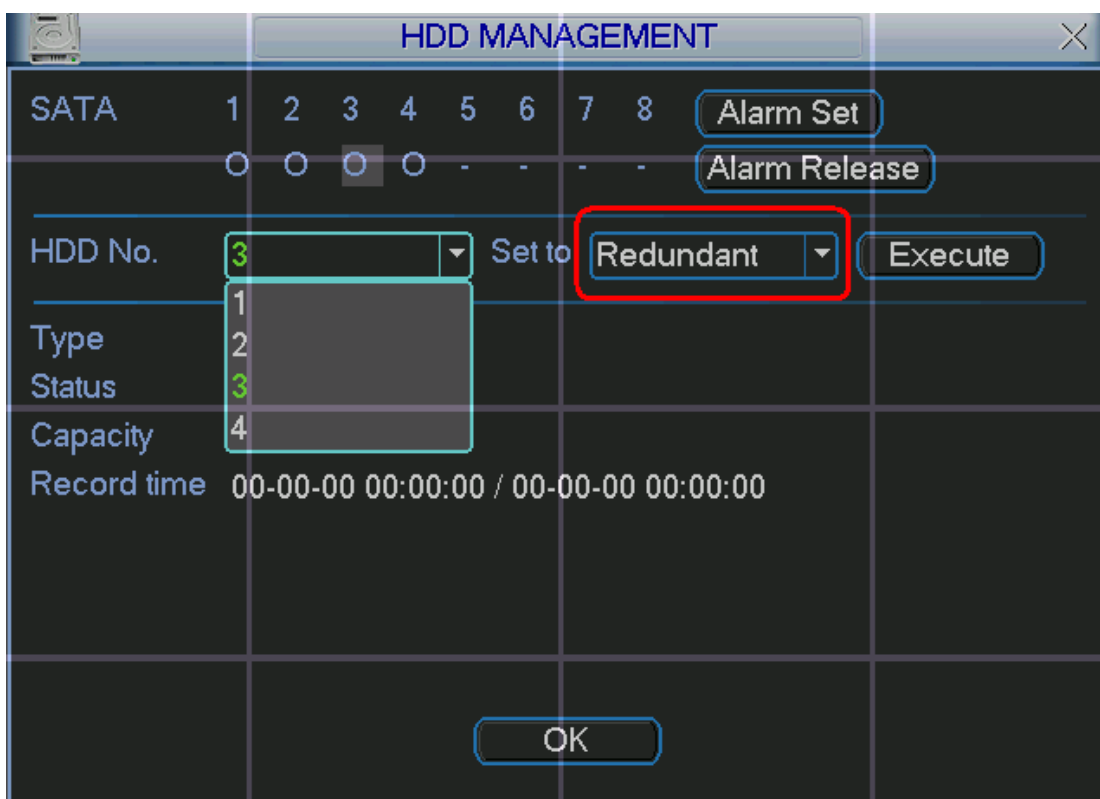 HDD MANAGEMENT
SATA 1 2 3 4 5 6 7 8 Alarm Set
O O O O - - - - Alarm Release
HDD No. 3 Set to Redundant Execute
1
Type
2
Status 3
Capacity 4
Record time 00-00-00 00:00:00 / 00-00-00 00:00:00
OK